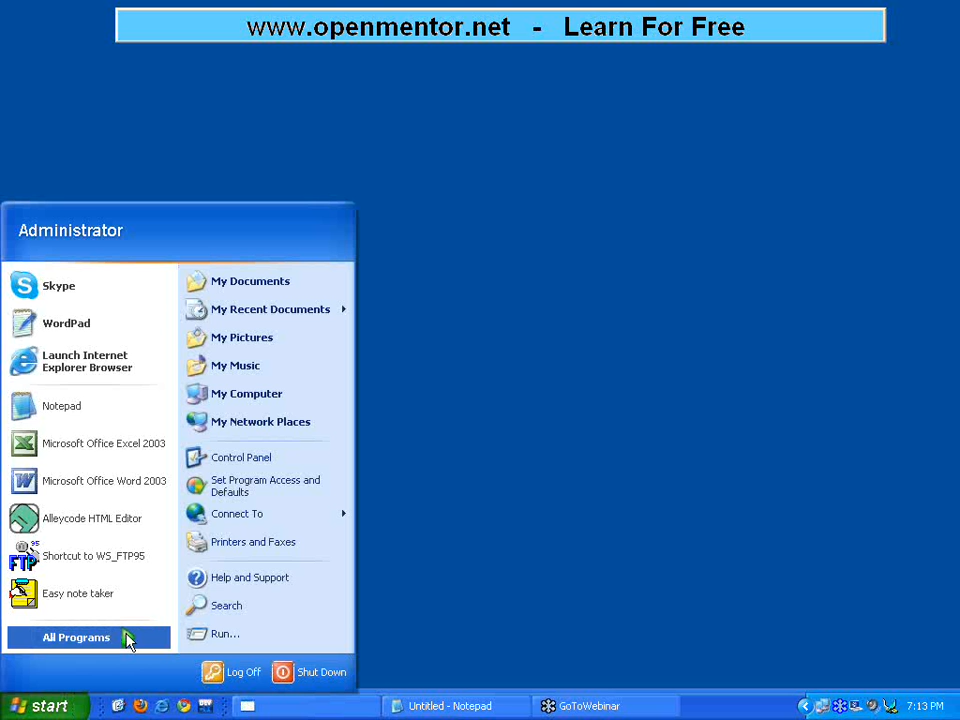 www.openmentor.net - Learn For Free
Administrator
Skype
WordPad
Launch Internet
Explorer Browser
Notepad
Microsoft Office Excel 2003
Microsoft Office Word 2003
Alleycode HTML Editor
95
FTP
Shortcut to WS_FTP95
Easy note taker
All Programs
My Documents
My Recent Documents
My Pictures
My Music
My Computer
My Network Places
Control Panel
Set Program Access and
Defaults
Connect To
Printers and Faxes
Help and Support
Search
Run...
Log Off
Shut Down
start
Untitled - Notepad
GoToWebinar
7:13 PM